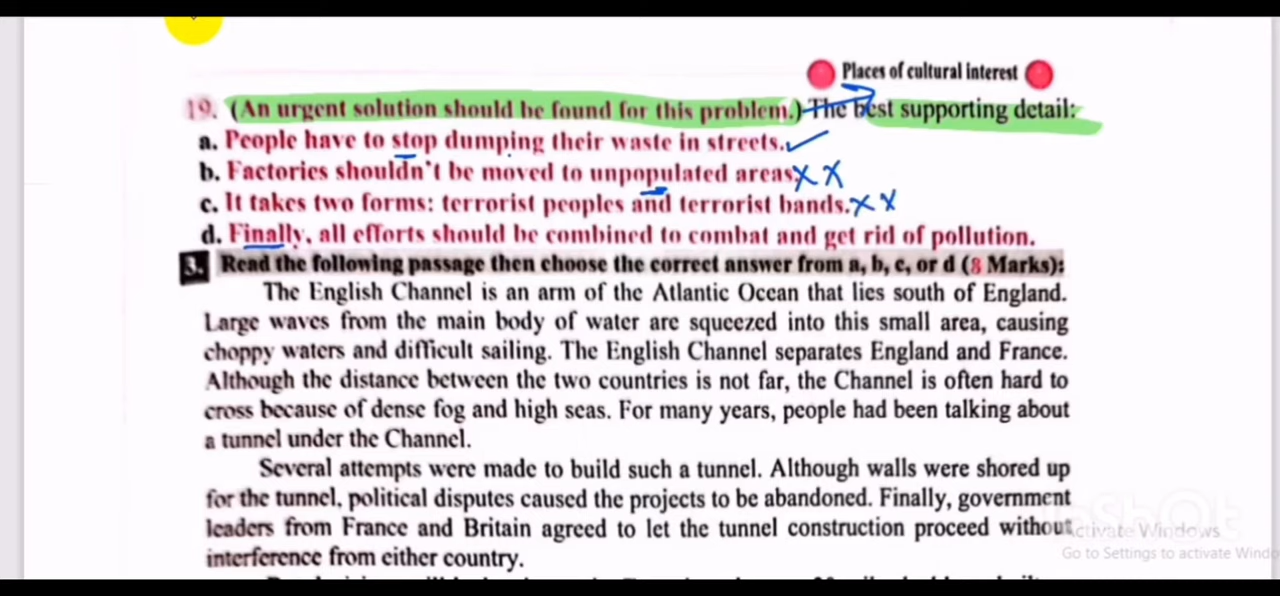 Places of cultural interest
19. (An urgent solution should be found for this problem.) The best supporting detail:
a. People have to stop dumping their waste in streets.
b. Factories shouldn't be moved to unpopulated areas.
c. It takes two forms: terrorist peoples and terrorist bands.
d. Finally, all efforts should be combined to combat and get rid of pollution.
3. Read the following passage then choose the correct answer from a, b, c, or d (8 Marks):
The English Channel is an arm of the Atlantic Ocean that lies south of England.
Large waves from the main body of water are squeezed into this small area, causing
choppy waters and difficult sailing. The English Channel separates England and France.
Although the distance between the two countries is not far, the Channel is often hard to
cross because of dense fog and high seas. For many years, people had been talking about
a tunnel under the Channel.
Several attempts were made to build such a tunnel. Although walls were shored up
for the tunnel, political disputes caused the projects to be abandoned. Finally, government
leaders from France and Britain agreed to let the tunnel construction proceed without
interference from either country.
InShOt
Activate Windows
Go to Settings to activate Windo